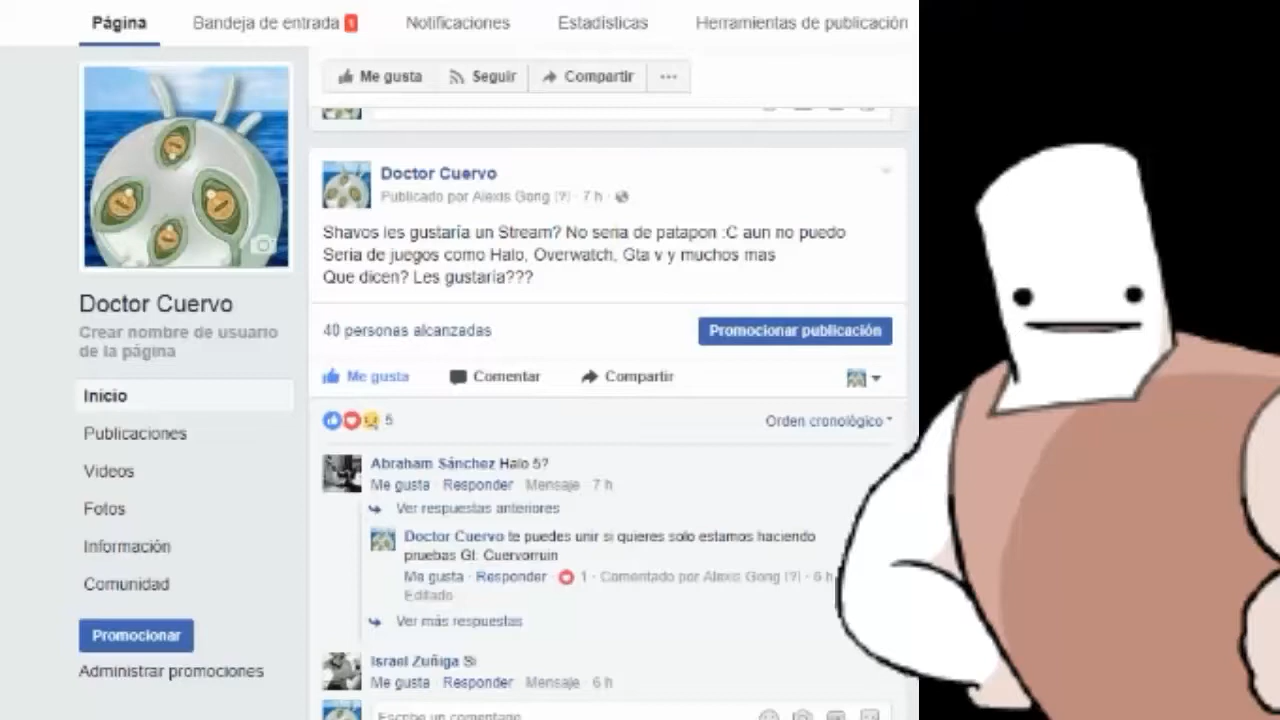 Página
Bandeja de entrada 1
Notificaciones
Estadísticas
Herramientas de publicación
Me gusta
Seguir
Compartir
Doctor Cuervo
Publicado por Alexis Gong [?] · 7 h ·
Shavos les gustaria un Stream? No seria de patapon :C aun no puedo
Seria de juegos como Halo, Overwatch, Gta v y muchos mas
Que dicen? Les gustaria???
40 personas alcanzadas
Promocionar publicación
Me gusta
Comentar
Compartir
5
Orden cronológico
Abraham Sánchez Halo 5?
Me gusta · Responder · Mensaje · 7 h
Ver respuestas anteriores
Doctor Cuervo te puedes unir si quieres solo estamos haciendo
pruebas Gt: Cuervorruin
Me gusta · Responder · 1 · Comentado por Alexis Gong [?] · 6 h
Editado
Ver más respuestas
Israel Zuñiga Si
Me gusta · Responder · Mensaje · 6 h
Escribe un comentario
Doctor Cuervo
Crear nombre de usuario
de la página
Inicio
Publicaciones
Videos
Fotos
Información
Comunidad
Promocionar
Administrar promociones